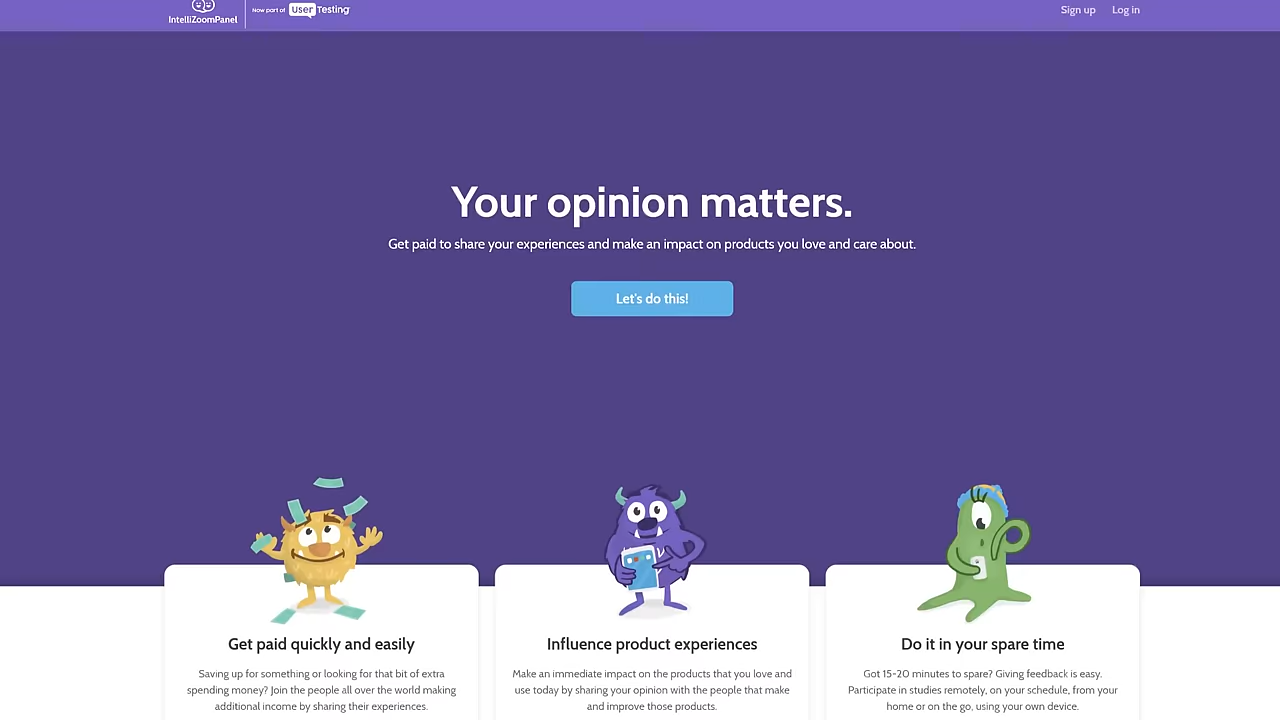 IntelliZoomPanel
Now part of UserTesting
Sign up
Log in
Your opinion matters.
Get paid to share your experiences and make an impact on products you love and care about.
Let's do this!
Get paid quickly and easily
Saving up for something or looking for that bit of extra
spending money? Join the people all over the world making
additional income by sharing their experiences.
Influence product experiences
Make an immediate impact on the products that you love and
use today by sharing your opinion with the people that make
and improve those products.
Do it in your spare time
Got 15-20 minutes to spare? Giving feedback is easy.
Participate in studies remotely, on your schedule, from your
home or on the go, using your own device.